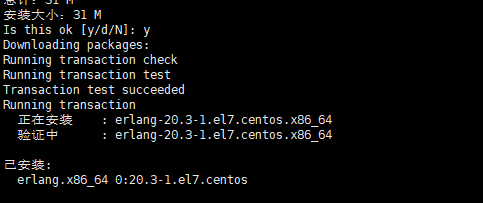 总计：31 M
安装大小：31 M
Is this ok [y/d/N]: y
Downloading packages:
Running transaction check
Running transaction test
Transaction test succeeded
Running transaction
正在安装 : erlang-20.3-1.el7.centos.x86_64
验证中 : erlang-20.3-1.el7.centos.x86_64
已安装:
erlang.x86_64 0:20.3-1.el7.centos